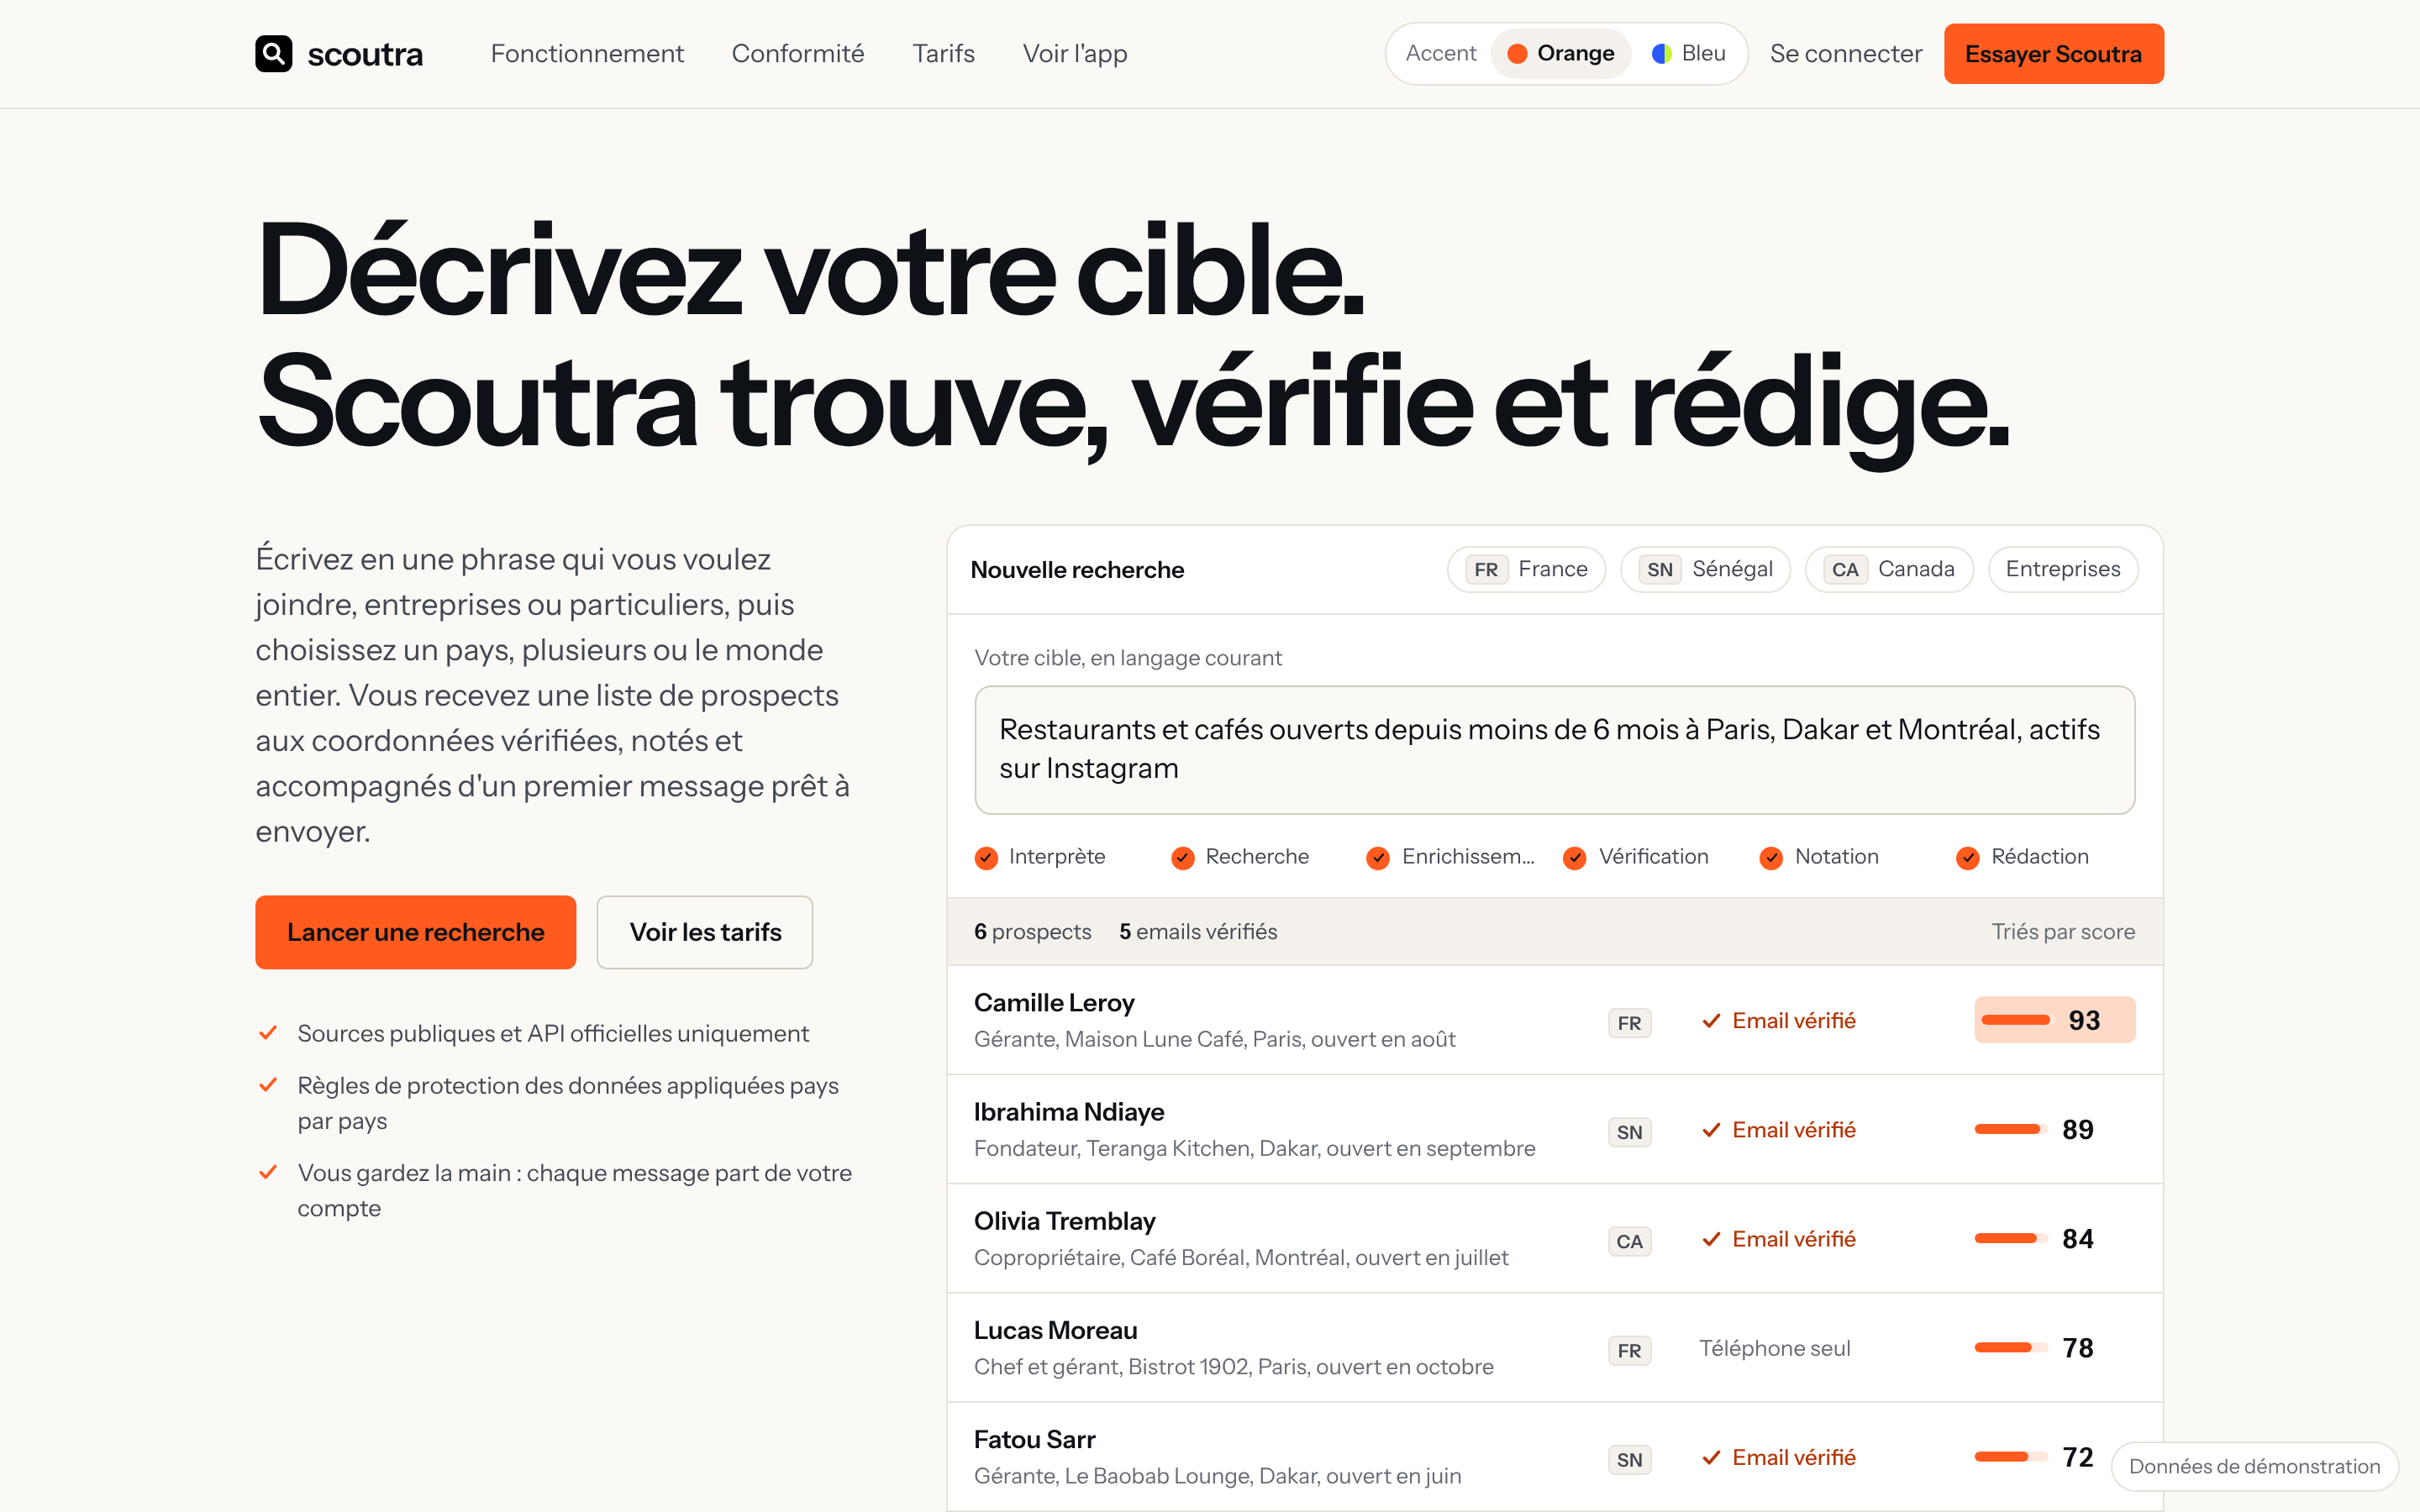 scoutra
Fonctionnement
Conformité
Tarifs
Voir l'app
Accent
Orange
Bleu
Se connecter
Essayer Scoutra
Décrivez votre cible.
Scoutra trouve, vérifie et rédige.
Écrivez en une phrase qui vous voulez
joindre, entreprises ou particuliers, puis
choisissez un pays, plusieurs ou le monde
entier. Vous recevez une liste de prospects
aux coordonnées vérifiées, notés et
accompagnés d'un premier message prêt à
envoyer.
Lancer une recherche
Voir les tarifs
Sources publiques et API officielles uniquement
Règles de protection des données appliquées pays
par pays
Vous gardez la main : chaque message part de votre
compte
Nouvelle recherche
FR France
SN Sénégal
CA Canada
Entreprises
Votre cible, en langage courant
Restaurants et cafés ouverts depuis moins de 6 mois à Paris, Dakar et Montréal, actifs
sur Instagram
Interprète
Recherche
Enrichissem...
Vérification
Notation
Rédaction
6 prospects
5 emails vérifiés
Triés par score
Camille Leroy
Gérante, Maison Lune Café, Paris, ouvert en août
FR
Email vérifié
93
Ibrahima Ndiaye
Fondateur, Teranga Kitchen, Dakar, ouvert en septembre
SN
Email vérifié
89
Olivia Tremblay
Copropriétaire, Café Boréal, Montréal, ouvert en juillet
CA
Email vérifié
84
Lucas Moreau
Chef et gérant, Bistrot 1902, Paris, ouvert en octobre
FR
Téléphone seul
78
Fatou Sarr
Gérante, Le Baobab Lounge, Dakar, ouvert en juin
SN
Email vérifié
72
Données de démonstration